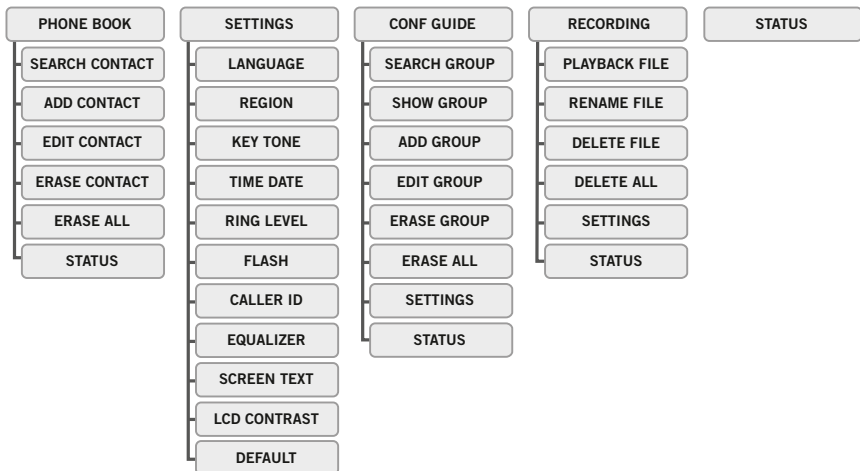 PHONE BOOK
SEARCH CONTACT
ADD CONTACT
EDIT CONTACT
ERASE CONTACT
ERASE ALL
STATUS
SETTINGS
LANGUAGE
REGION
KEY TONE
TIME DATE
RING LEVEL
FLASH
CALLER ID
EQUALIZER
SCREEN TEXT
LCD CONTRAST
DEFAULT
CONF GUIDE
SEARCH GROUP
SHOW GROUP
ADD GROUP
EDIT GROUP
ERASE GROUP
ERASE ALL
SETTINGS
STATUS
RECORDING
PLAYBACK FILE
RENAME FILE
DELETE FILE
DELETE ALL
SETTINGS
STATUS
STATUS